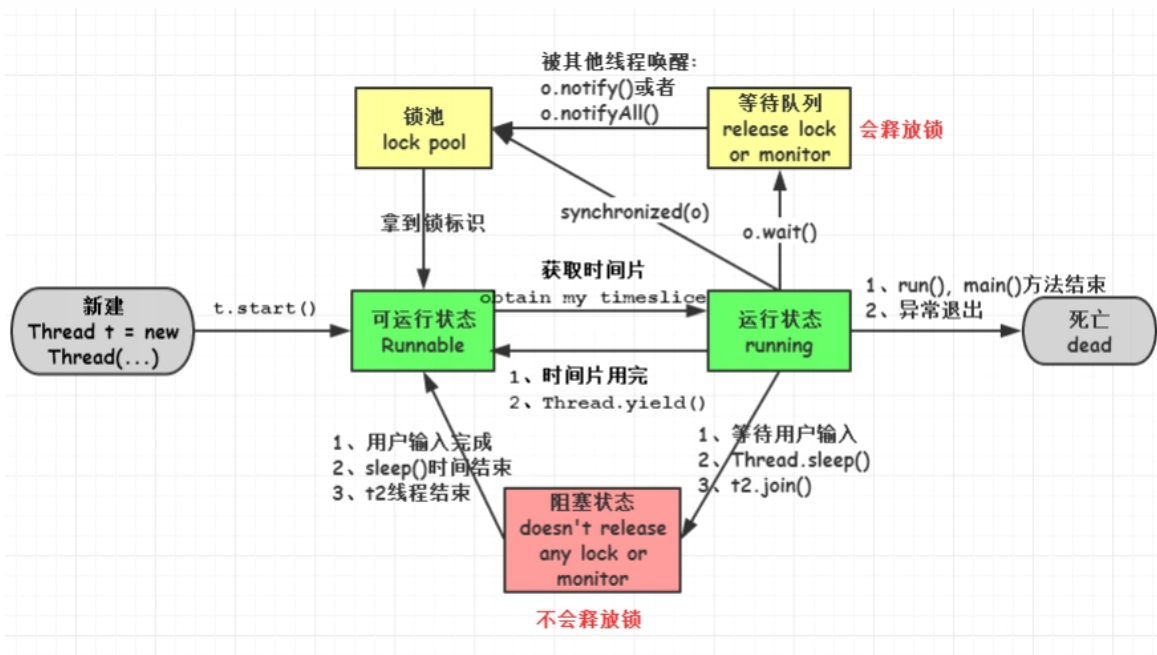 被其他线程唤醒:
o.notify()或者
o.notifyAll()
锁池
lock pool
等待队列
release lock
or monitor
会释放锁
拿到锁标识
synchronized(o)
o.wait()
获取时间片
obtain my timeslice
新建
Thread t = new
Thread(...)
t.start()
可运行状态
Runnable
运行状态
running
1、run(), main()方法结束
2、异常退出
死亡
dead
1、时间片用完
2、Thread.yield()
1、用户输入完成
2、sleep()时间结束
3、t2线程结束
1、等待用户输入
2、Thread.sleep()
3、t2.join()
阻塞状态
doesn't release
any lock or
monitor
不会释放锁